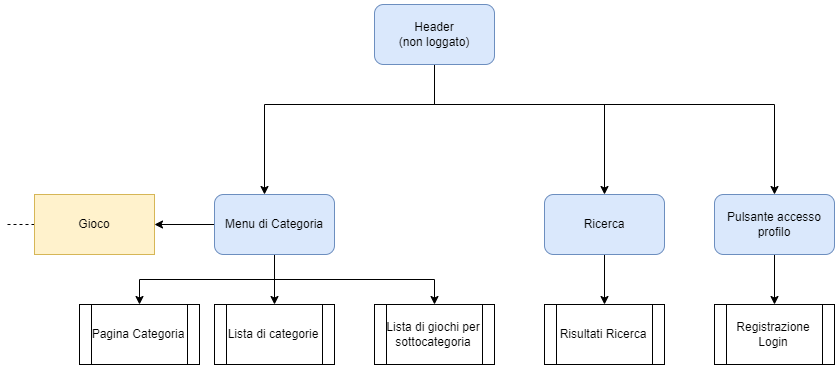 Header
(non loggato)
Gioco
Menu di Categoria
Ricerca
Pulsante accesso
profilo
Pagina Categoria
Lista di categorie
Lista di giochi per
sottocategoria
Risultati Ricerca
Registrazione
Login